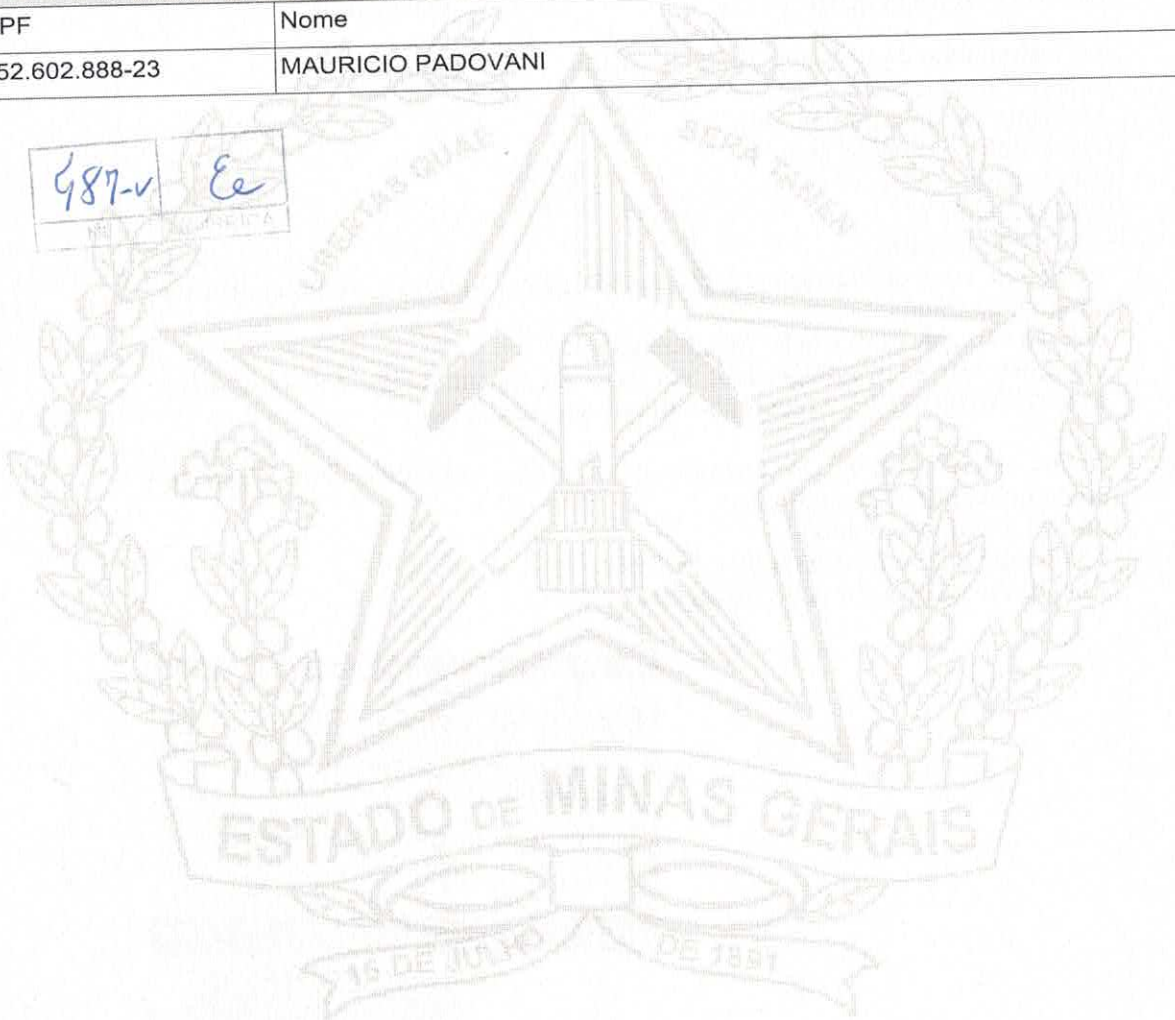 PF Nome
52.602.888-23 MAURICIO PADOVANI
487-v Ee
LIBERTAS QUAE SERA TAMEN
ESTADO DE MINAS GERAIS
15 DE JULHO DE 1891